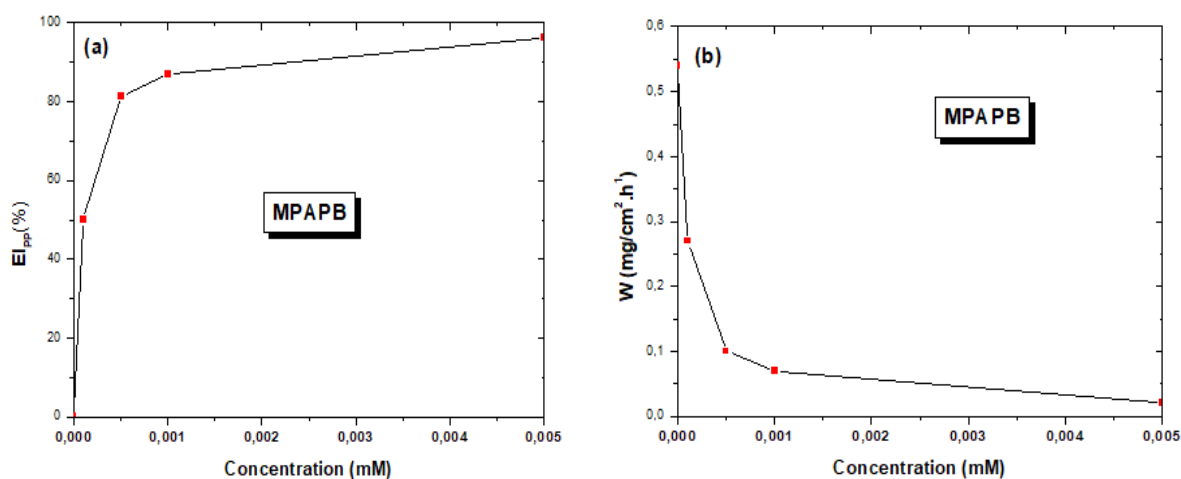 (a)
100
80
60
40
20
0
EI_PP(%)
MPAPB
0,000 0,001 0,002 0,003 0,004 0,005
Concentration (mM)
(b)
0,6
0,5
0,4
0,3
0,2
0,1
0,0
W (mg/cm².h¹)
MPAPB
0,000 0,001 0,002 0,003 0,004 0,005
Concentration (mM)